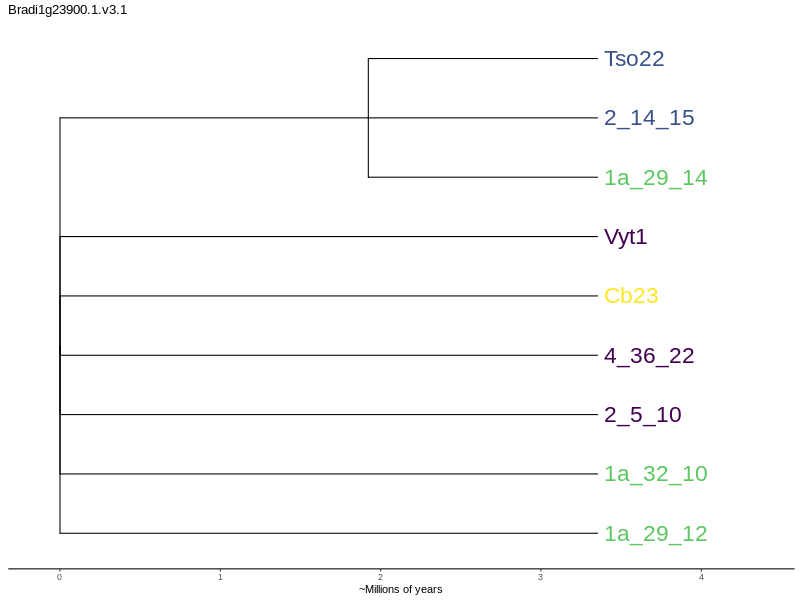 Bradi1g23900.1.v3.1
Tso22
2_14_15
1a_29_14
Vyt1
Cb23
4_36_22
2_5_10
1a_32_10
1a_29_12
0 1 2 3 4
~Millions of years